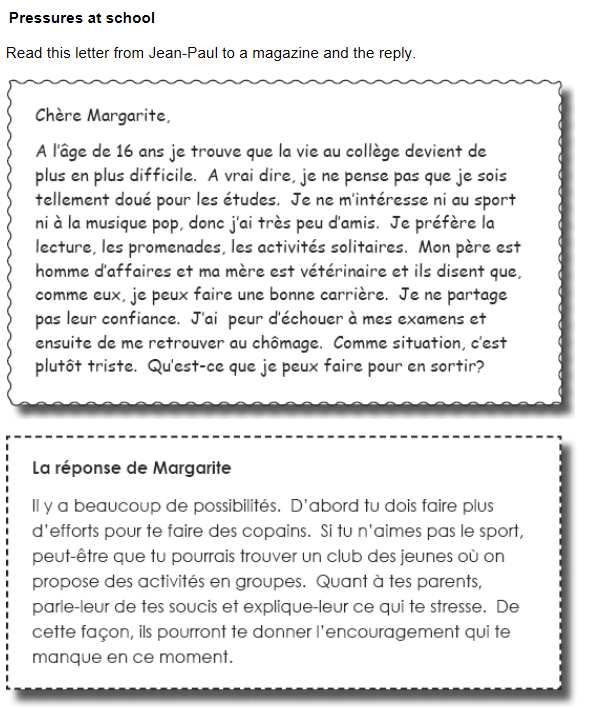 Pressures at school
Read this letter from Jean-Paul to a magazine and the reply.
Chère Margarite,
A l'âge de 16 ans je trouve que la vie au collège devient de
plus en plus difficile. A vrai dire, je ne pense pas que je sois
tellement doué pour les études. Je ne m'intéresse ni au sport
ni à la musique pop, donc j'ai très peu d'amis. Je préfère la
lecture, les promenades, les activités solitaires. Mon père est
homme d'affaires et ma mère est vétérinaire et ils disent que,
comme eux, je peux faire une bonne carrière. Je ne partage
pas leur confiance. J'ai peur d'échouer à mes examens et
ensuite de me retrouver au chômage. Comme situation, c'est
plutôt triste. Qu'est-ce que je peux faire pour en sortir?
La réponse de Margarite
Il y a beaucoup de possibilités. D'abord tu dois faire plus
d'efforts pour te faire des copains. Si tu n'aimes pas le sport,
peut-être que tu pourrais trouver un club des jeunes où on
propose des activités en groupes. Quant à tes parents,
parle-leur de tes soucis et explique-leur ce qui te stresse. De
cette façon, ils pourront te donner l'encouragement qui te
manque en ce moment.